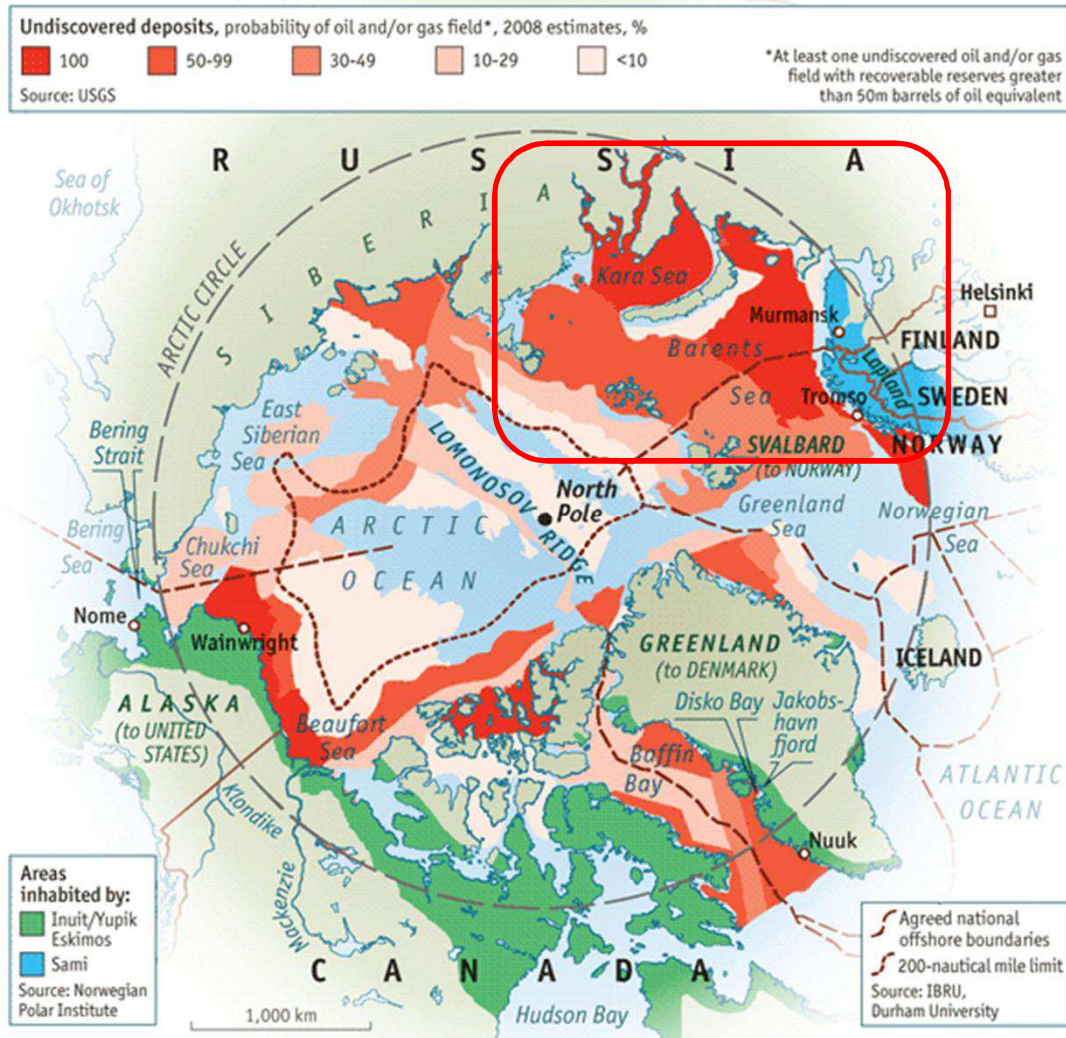 Undiscovered deposits, probability of oil and/or gas field*, 2008 estimates, %
100
50-99
30-49
10-29
<10
Source: USGS
*At least one undiscovered oil and/or gas
field with recoverable reserves greater
than 50m barrels of oil equivalent
RUSSIA
Sea of
Okhotsk
SIBERIA
ARCTIC CIRCLE
Kara Sea
Helsinki
Murmansk
FINLAND
Barents
Sea
Lapland
Tromso
SWEDEN
NORWAY
SVALBARD
(to NORWAY)
East
Siberian
Sea
Bering
Strait
LOMONOSOV
RIDGE
North
Pole
Greenland
Sea
Norwegian
Sea
ARCTIC
OCEAN
Bering
Sea
Chukchi
Sea
Nome
Wainwright
GREENLAND
(to DENMARK)
ICELAND
Disko Bay
Jakobs-
havn
fjord
ALASKA
(to UNITED
STATES)
Beaufort
Sea
Baffin
Bay
ATLANTIC
OCEAN
Klondike
Nuuk
Mackenzie
Areas
inhabited by:
Inuit/Yupik
Eskimos
Sami
Source: Norwegian
Polar Institute
CANADA
Agreed national
offshore boundaries
200-nautical mile limit
Source: IBRU,
Durham University
1,000 km
Hudson Bay